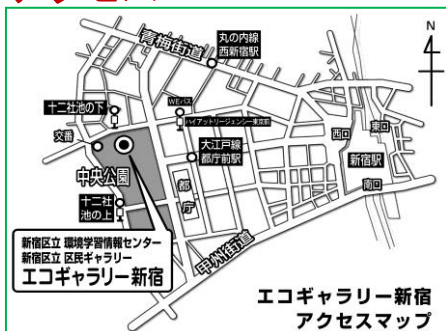 青梅街道
丸の内線
西新宿駅
N
十二社池の下
WEバス
ハイアットリージェンシー東京前
交番
大江戸線
都庁前駅
西口
東口
新宿駅
南口
中央公園
都庁
十二社
池の上
甲州街道
新宿区立 環境学習情報センター
新宿区立 区民ギャラリー
エコギャラリー新宿
エコギャラリー新宿
アクセスマップ